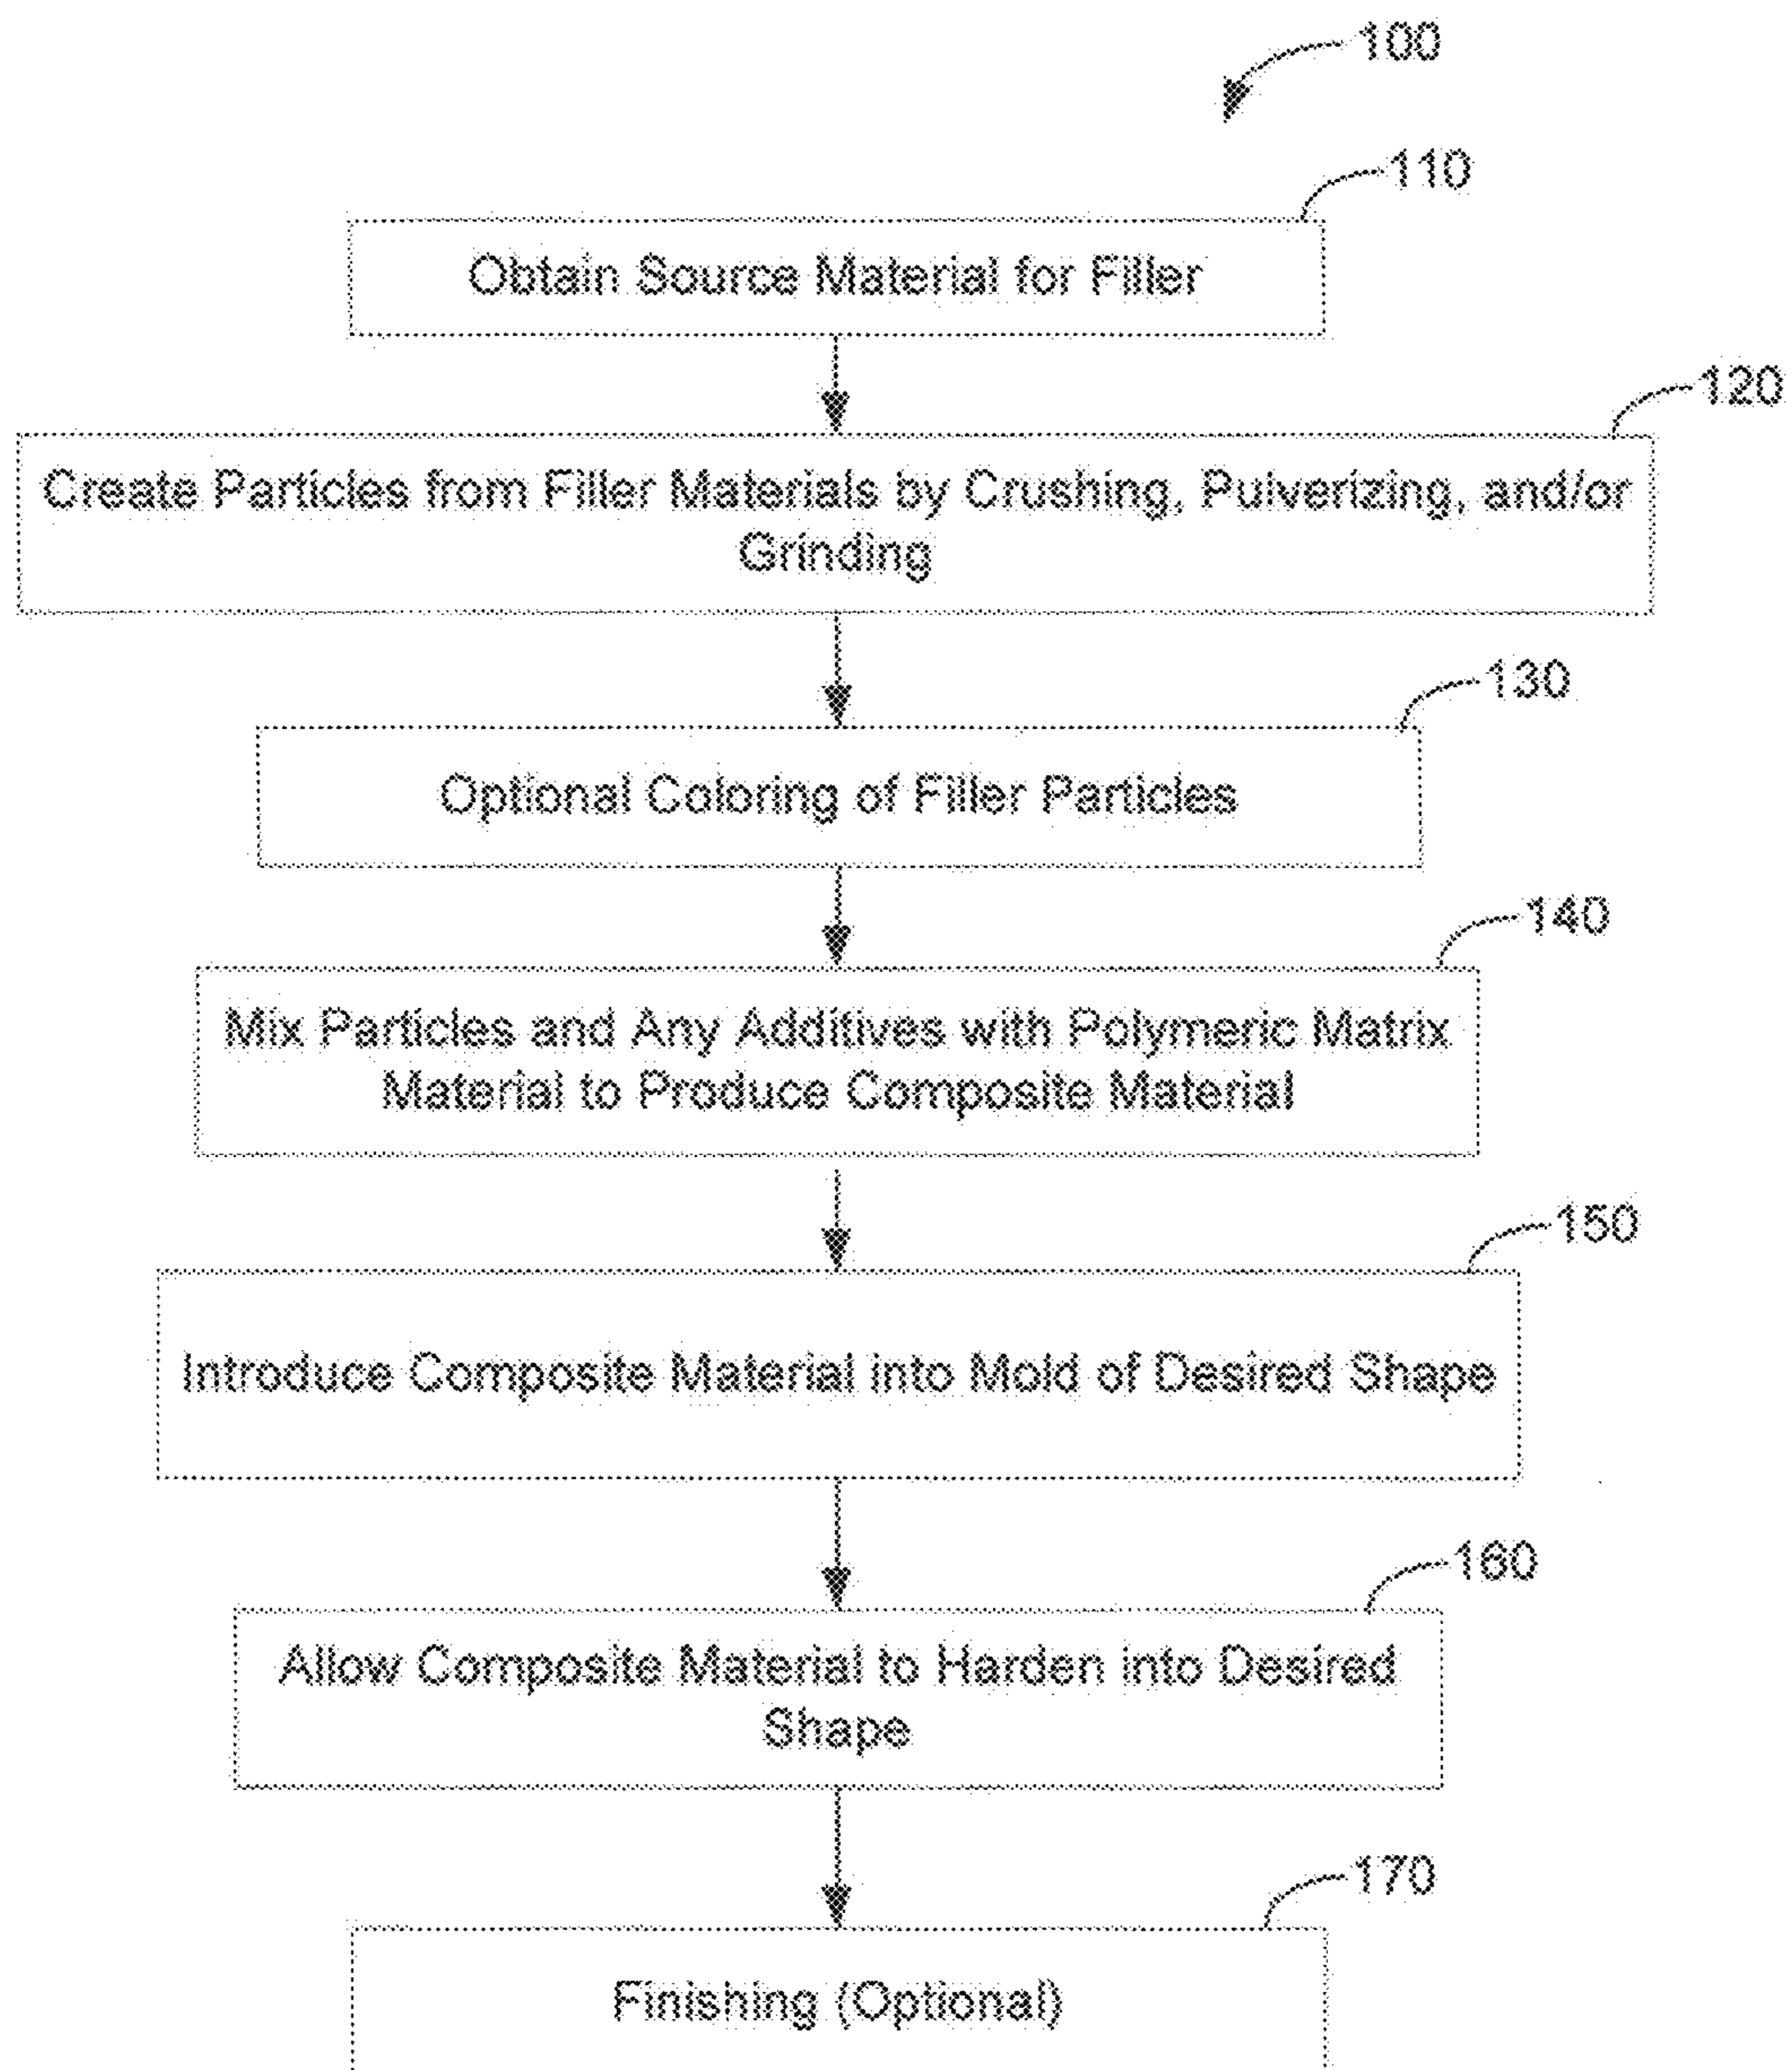 100
110
Obtain Source Material for Filler
120
Create Particles from Filler Materials by Crushing, Pulverizing, and/or
Grinding
130
Optional Coloring of Filler Particles
140
Mix Particles and Any Additives with Polymeric Matrix
Material to Produce Composite Material
150
Introduce Composite Material into Mold of Desired Shape
160
Allow Composite Material to Harden into Desired
Shape
170
Finishing (Optional)